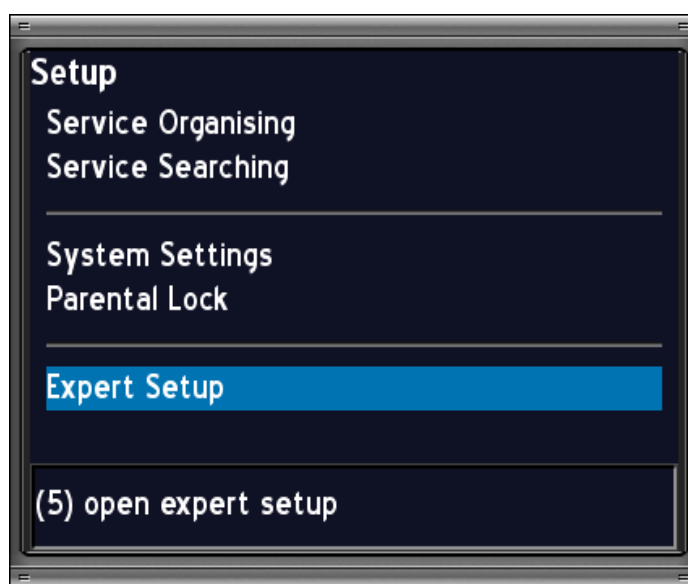 Setup
Service Organising
Service Searching
System Settings
Parental Lock
Expert Setup
(5) open expert setup